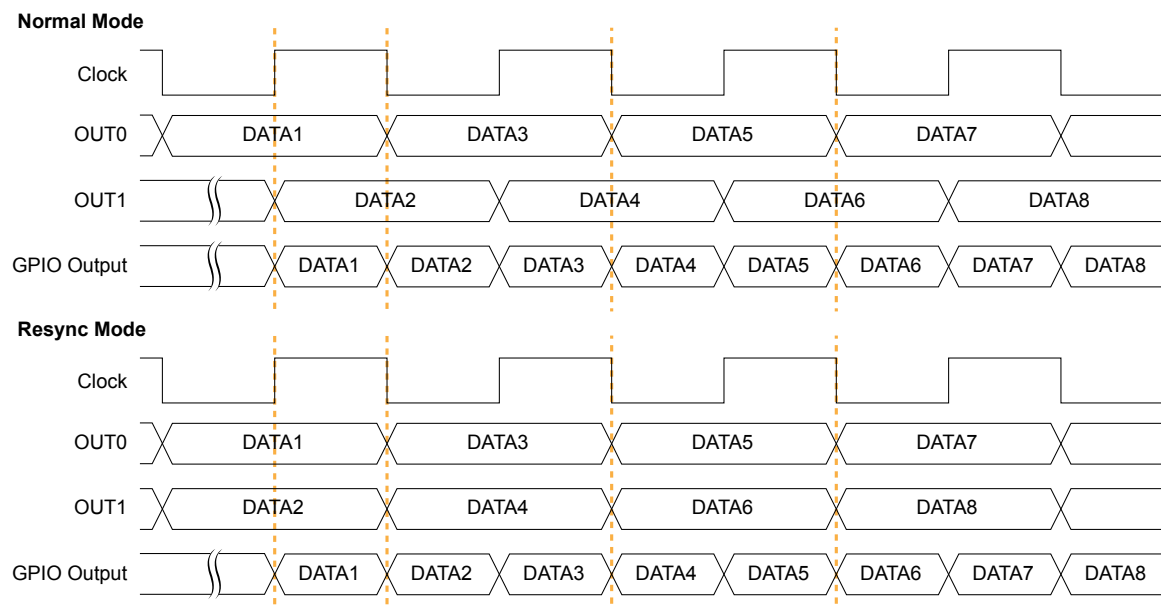 Normal Mode
Clock
OUT0 DATA1 DATA3 DATA5 DATA7
OUT1 DATA2 DATA4 DATA6 DATA8
GPIO Output DATA1 DATA2 DATA3 DATA4 DATA5 DATA6 DATA7 DATA8
Resync Mode
Clock
OUT0 DATA1 DATA3 DATA5 DATA7
OUT1 DATA2 DATA4 DATA6 DATA8
GPIO Output DATA1 DATA2 DATA3 DATA4 DATA5 DATA6 DATA7 DATA8